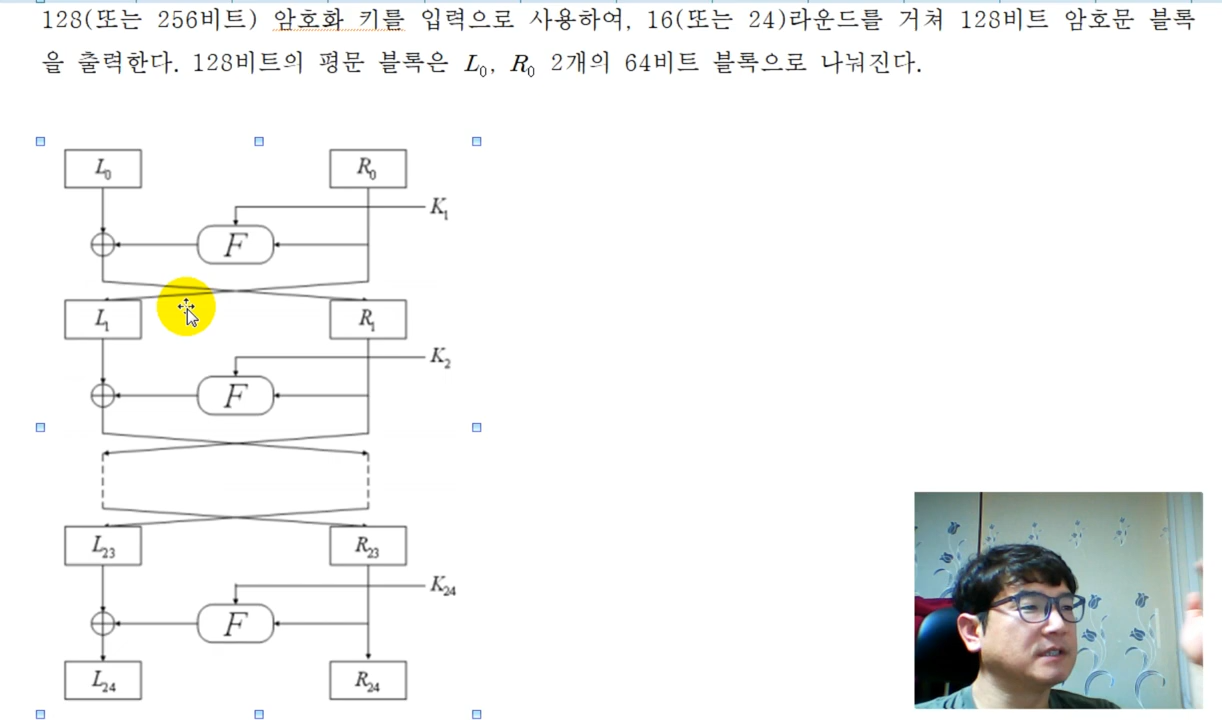 128(또는 256비트) 암호화 키를 입력으로 사용하여, 16(또는 24)라운드를 거쳐 128비트 암호문 블록
을 출력한다. 128비트의 평문 블록은 L₀, R₀ 2개의 64비트 블록으로 나눠진다.
L₀ R₀
K₁
F
L₁ R₁
K₂
F
L₂₃ R₂₃
K₂₄
F
L₂₄ R₂₄